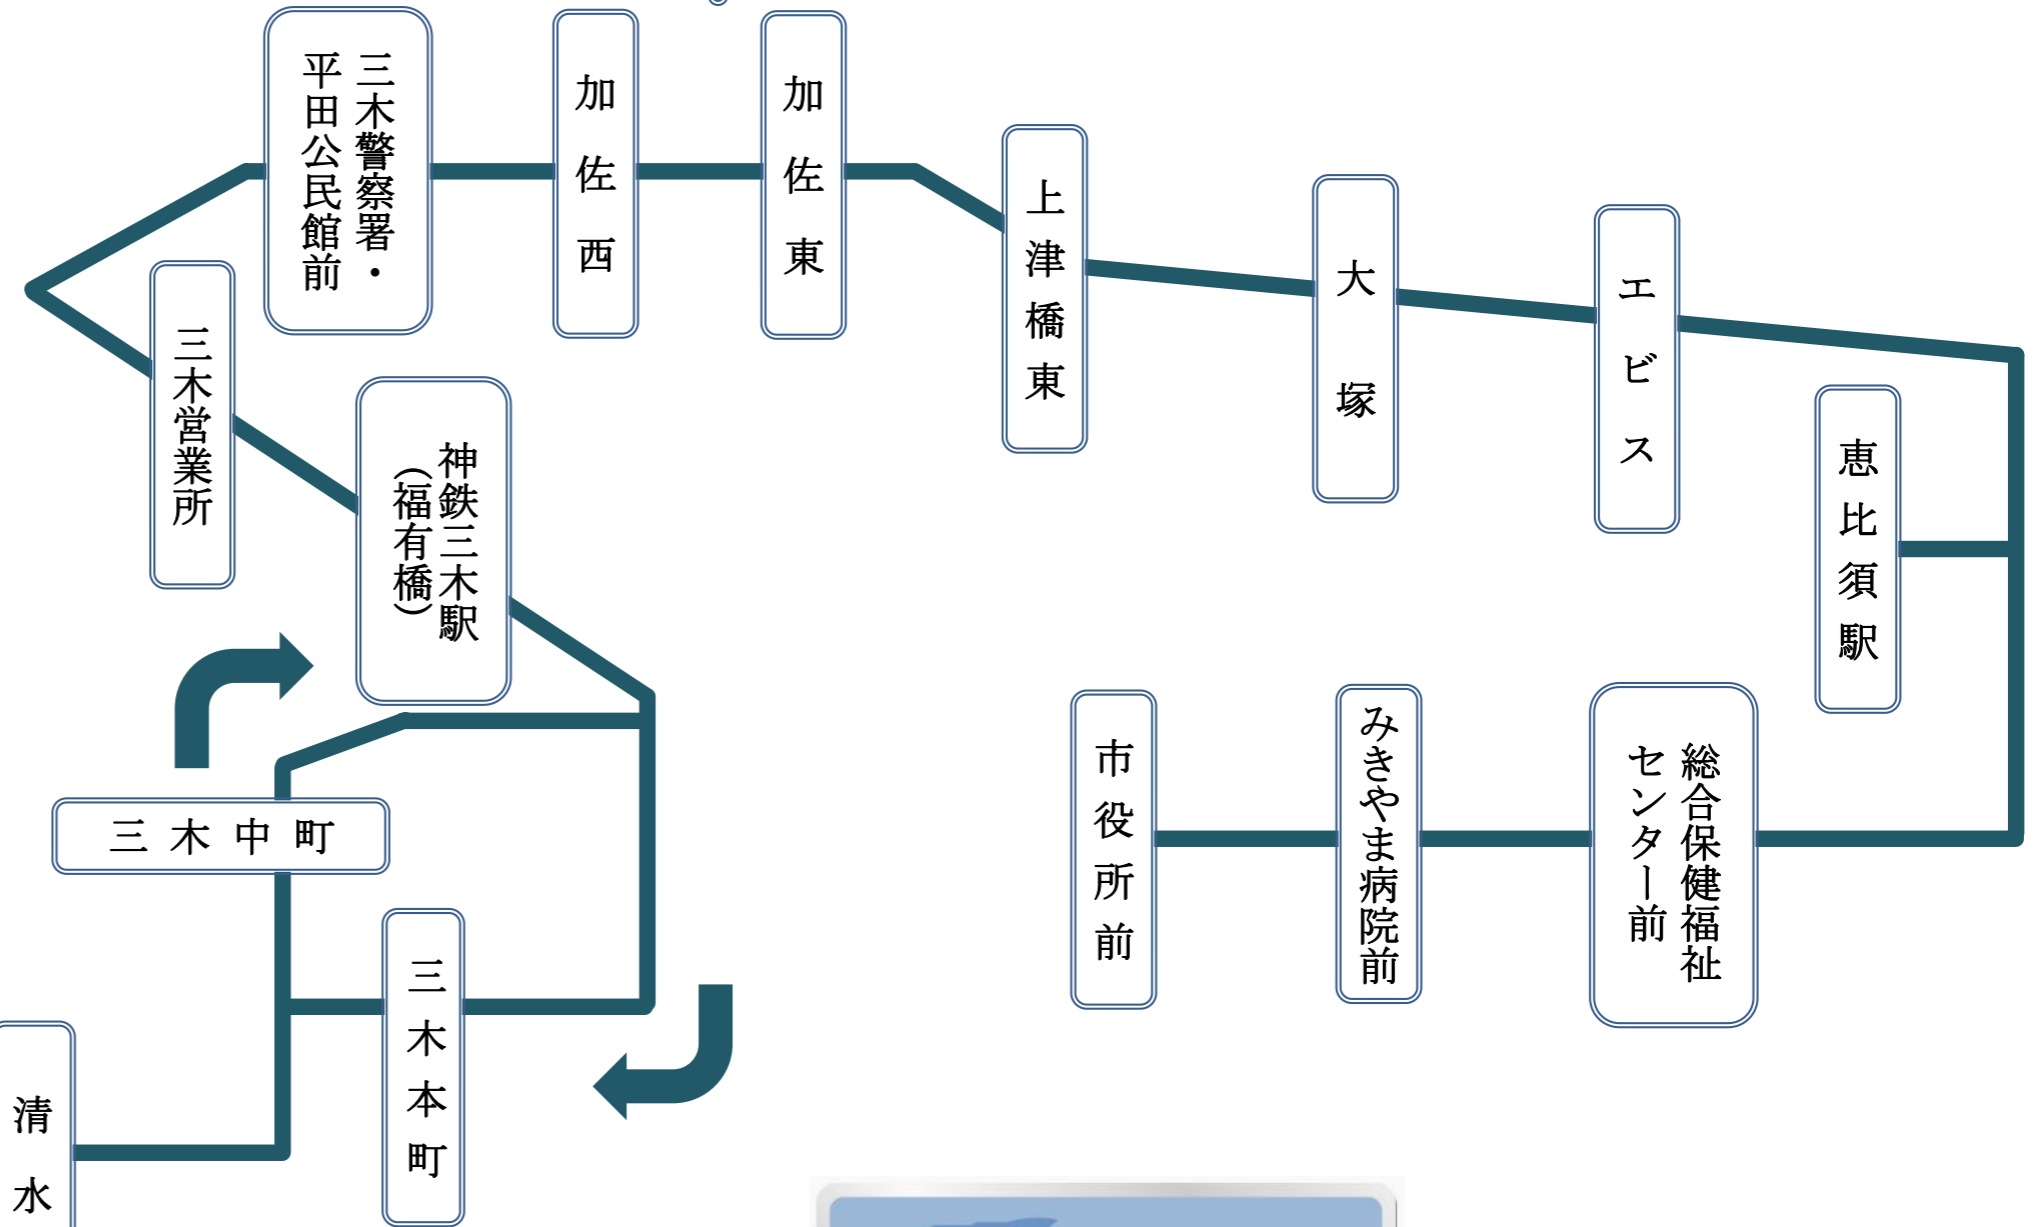 三木警察署・
平田公民館前
加佐西
加佐東
上津橋東
大塚
エビス
恵比須駅
三木営業所
神鉄三木駅
（福有橋）
総合保健福祉
センター前
みきやま病院前
市役所前
三木中町
三木本町
清水